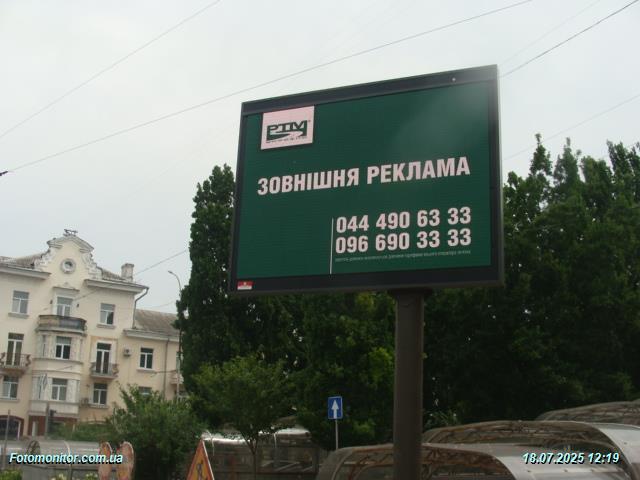 РТМ
ЗОВНІШНЯ РЕКЛАМА
044 490 63 33
096 690 33 33
Fotomonitor.com.ua
18.07.2025 12:19